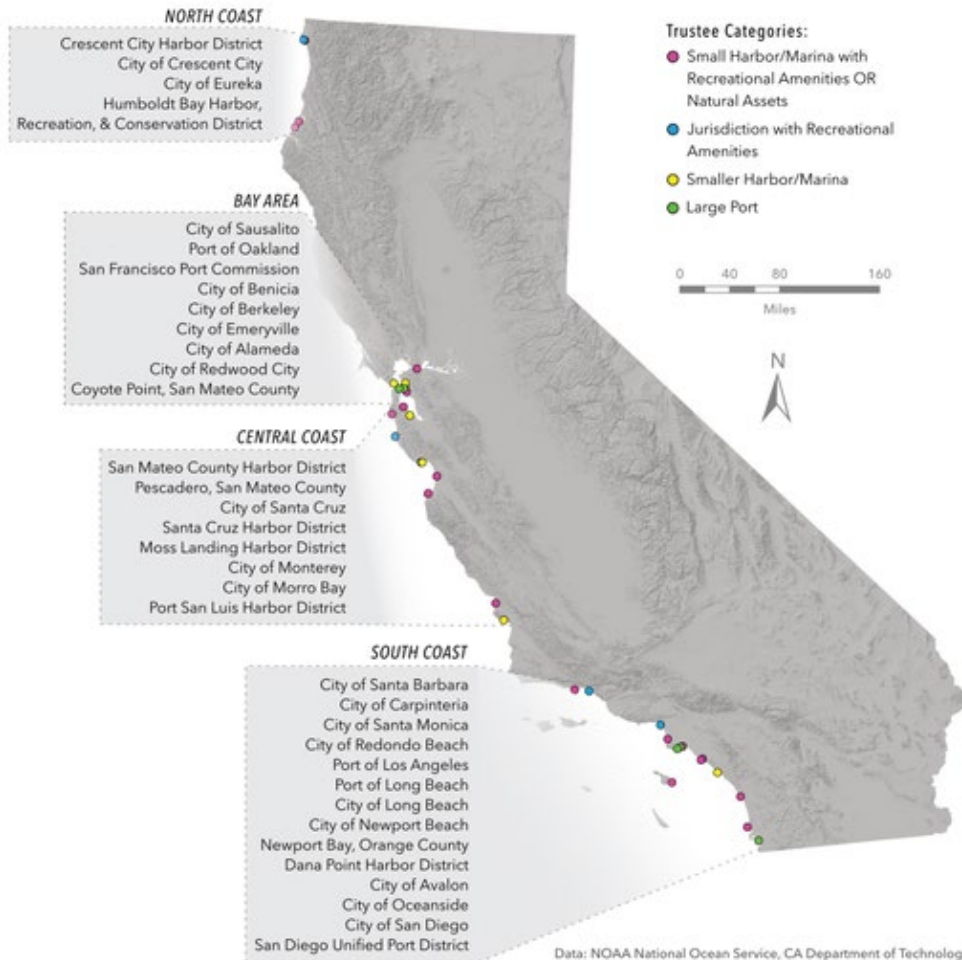 NORTH COAST
Crescent City Harbor District
City of Crescent City
City of Eureka
Humboldt Bay Harbor,
Recreation, & Conservation District
BAY AREA
City of Sausalito
Port of Oakland
San Francisco Port Commission
City of Benicia
City of Berkeley
City of Emeryville
City of Alameda
City of Redwood City
Coyote Point, San Mateo County
CENTRAL COAST
San Mateo County Harbor District
Pescadero, San Mateo County
City of Santa Cruz
Santa Cruz Harbor District
Moss Landing Harbor District
City of Monterey
City of Morro Bay
Port San Luis Harbor District
SOUTH COAST
City of Santa Barbara
City of Carpinteria
City of Santa Monica
City of Redondo Beach
Port of Los Angeles
Port of Long Beach
City of Long Beach
City of Newport Beach
Newport Bay, Orange County
Dana Point Harbor District
City of Avalon
City of Oceanside
City of San Diego
San Diego Unified Port District
Trustee Categories:
Small Harbor/Marina with
Recreational Amenities OR
Natural Assets
Jurisdiction with Recreational
Amenities
Smaller Harbor/Marina
Large Port
0 40 80 160
Miles
N
Data: NOAA National Ocean Service, CA Department of Technolog